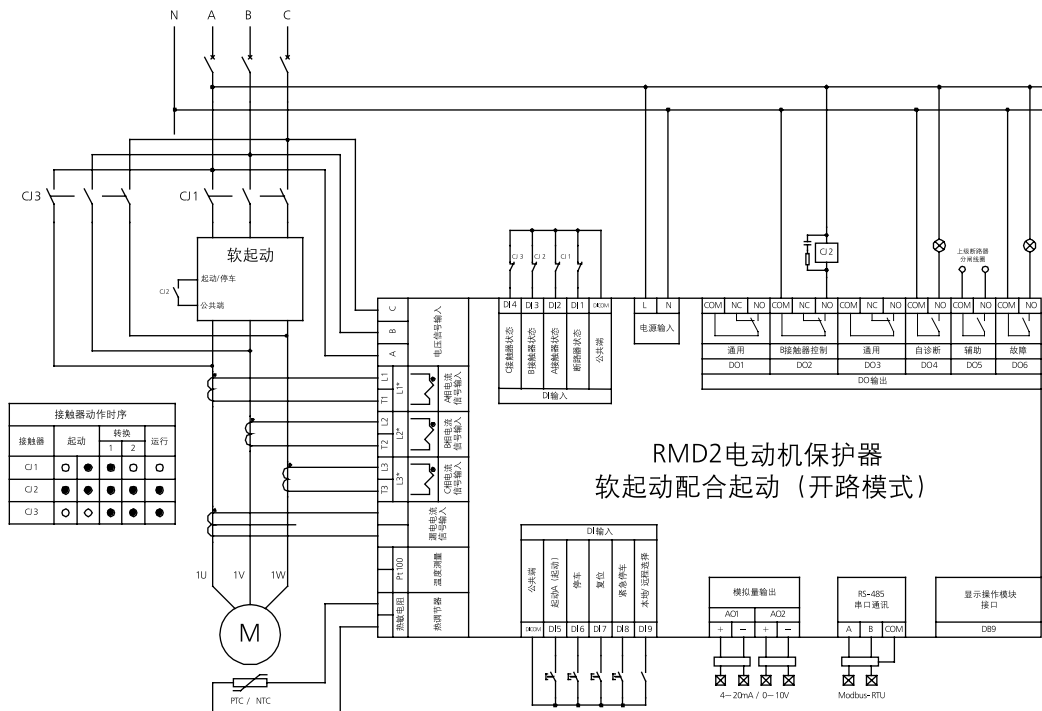 N A B C
CJ3
CJ1
软起动
起动/停车
CJ2
公共端
接触器动作时序
接触器 起动 转换 运行
1 2
CJ1
CJ2
CJ3
1U 1V 1W
M
PTC / NTC
C
B
A
电压信号输入
L1
T1
L1*
A相电流
信号输入
L2
T2
L2*
B相电流
信号输入
L3
T3
L3*
C相电流
信号输入
漏电电流
信号输入
Pt100
温度测量
热敏电阻
热调节器
CJ3 CJ2 CJ1
DI4 DI3 DI2 DI1 DICOM
C接触器状态
B接触器状态
A接触器状态
断路器状态
公共端
DI输入
L N
电源输入
CJ2
上级断路器
分闸线圈
COM NC NO COM NC NO COM NC NO COM NO COM NO COM NO
通用 B接触器控制 通用 自诊断 辅助 故障
DO1 DO2 DO3 DO4 DO5 DO6
DO输出
RMD2电动机保护器
软起动配合起动（开路模式）
DI输入
公共端
起动A（起动）
停车
复位
紧急停车
本地/远程选择
DICOM DI5 DI6 DI7 DI8 DI9
模拟量输出
AO1 AO2
+ − + −
4—20mA / 0—10V
RS-485
串口通讯
A B COM
Modbus-RTU
显示操作模块
接口
DB9